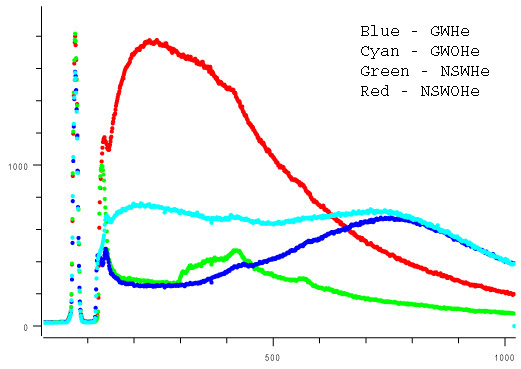 Blue - GWHe
Cyan - GWOHe
Green - NSWHe
Red - NSWOHe
1000
0
500
1000